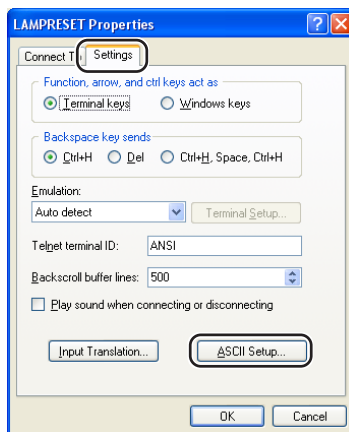 LAMPRESET Properties
Connect T
Settings
Function, arrow, and ctrl keys act as
Terminal keys
Windows keys
Backspace key sends
Ctrl+H
Del
Ctrl+H, Space, Ctrl+H
Emulation:
Auto detect
Terminal Setup...
Telnet terminal ID:
ANSI
Backscroll buffer lines:
500
Play sound when connecting or disconnecting
Input Translation...
ASCII Setup...
OK
Cancel